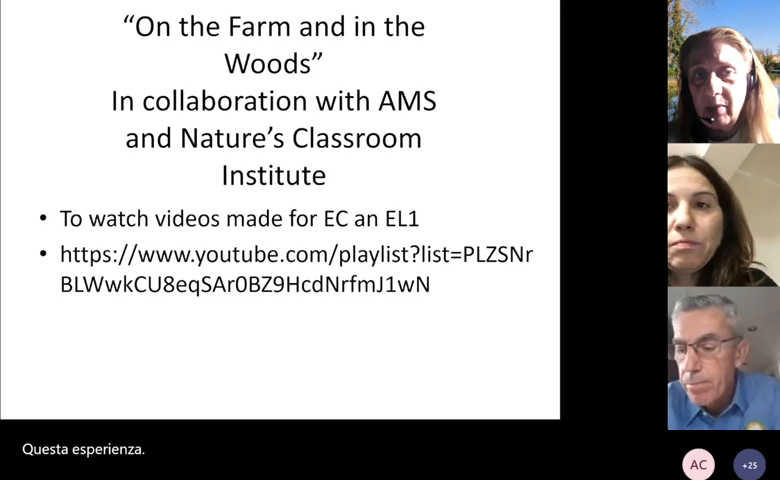 “On the Farm and in the
Woods”
In collaboration with AMS
and Nature’s Classroom
Institute
• To watch videos made for EC an EL1
• https://www.youtube.com/playlist?list=PLZSNr
BLWwkCU8eqSAr0BZ9HcdNrfmJ1wN
Questa esperienza.
AC
+25